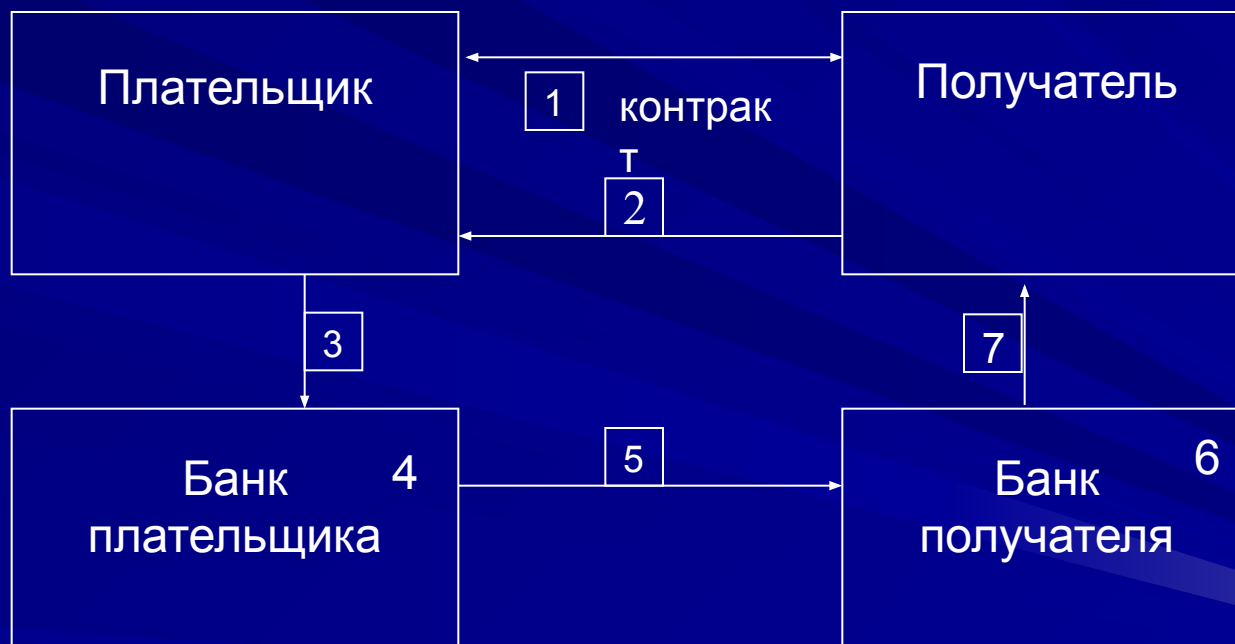 Плательщик
Получатель
1
контрак
т
2
3
7
Банк
плательщика
4
5
Банк
получателя
6